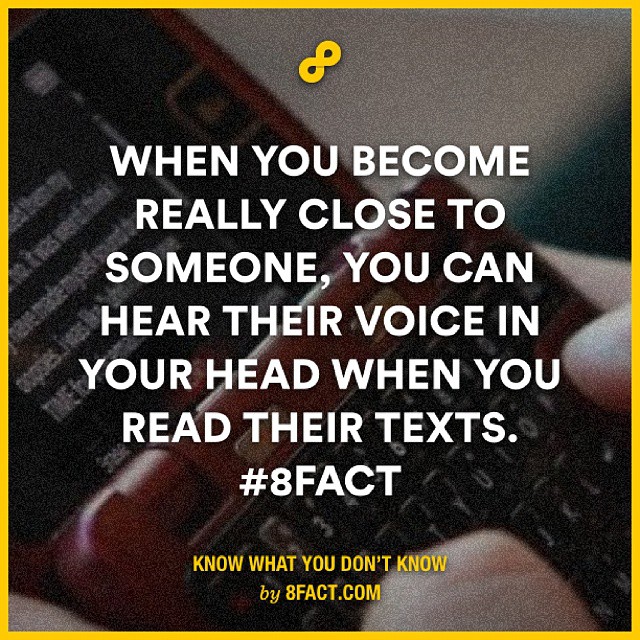 WHEN YOU BECOME
REALLY CLOSE TO
SOMEONE, YOU CAN
HEAR THEIR VOICE IN
YOUR HEAD WHEN YOU
READ THEIR TEXTS.
#8FACT
KNOW WHAT YOU DON'T KNOW
by 8FACT.COM